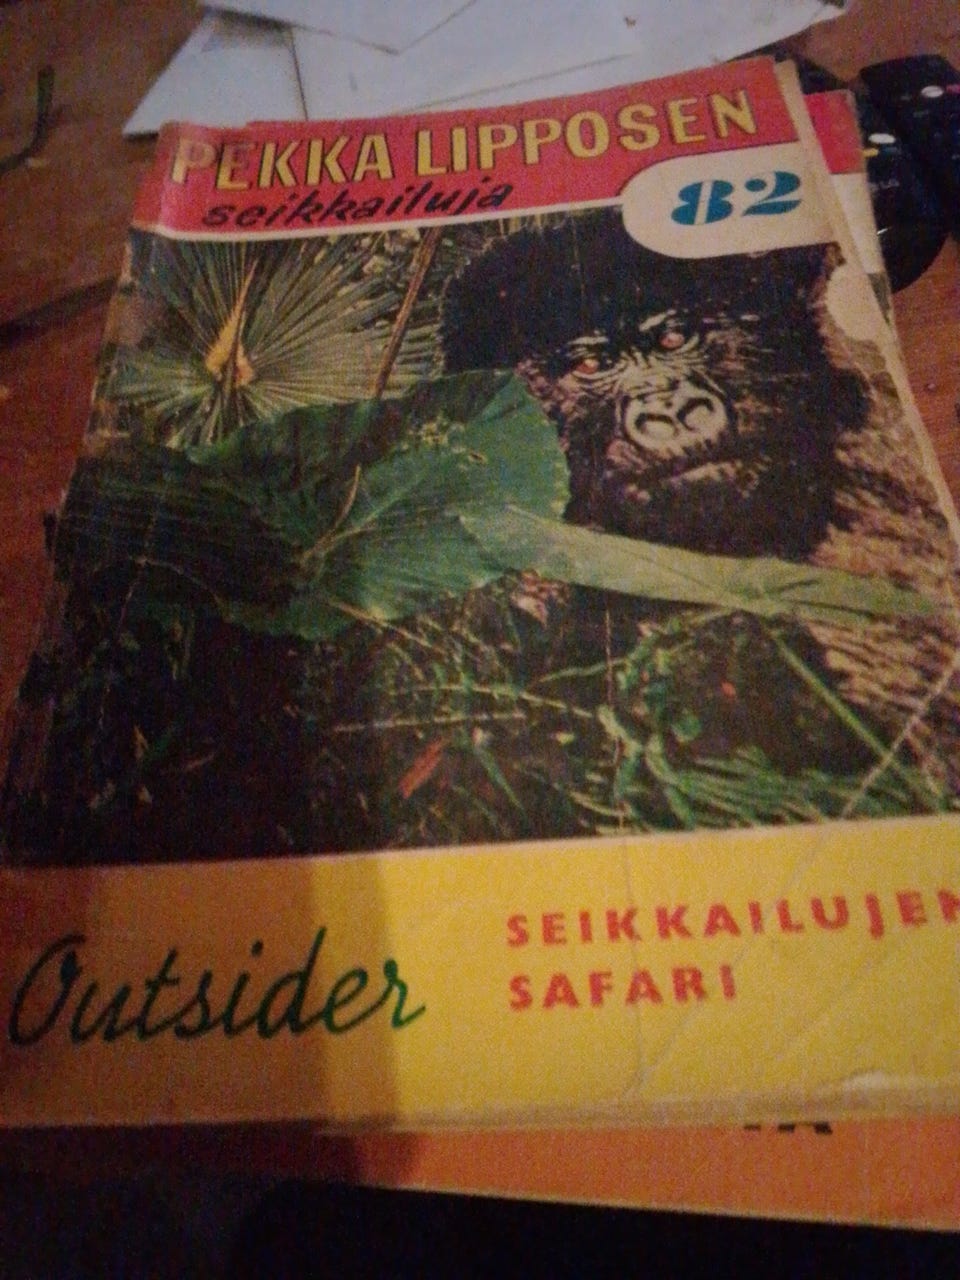 PEKKA LIPPOSEN
seikkailuja
82
Outsider
SEIKKAILUJEN
SAFARI